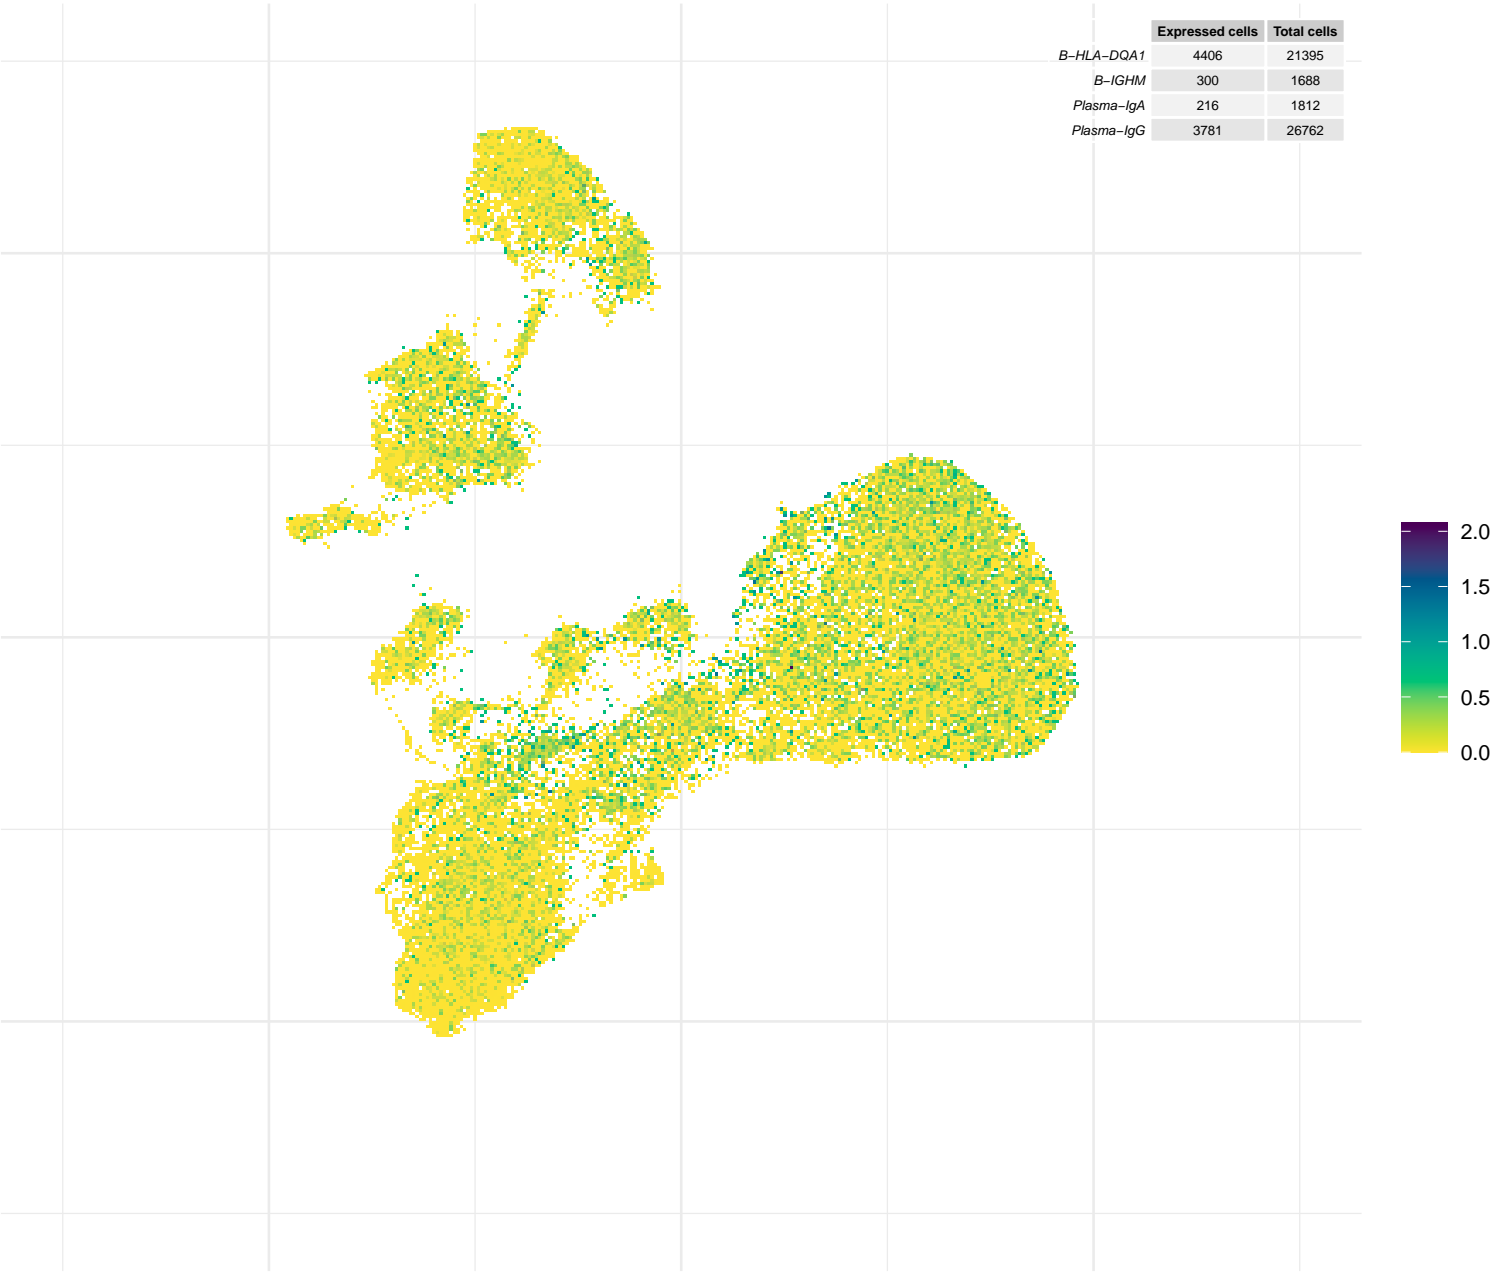 Expressed cells Total cells
B−HLA−DQA1 4406 21395
B−IGHM 300 1688
Plasma−IgA 216 1812
Plasma−IgG 3781 26762
2.0
1.5
1.0
0.5
0.0